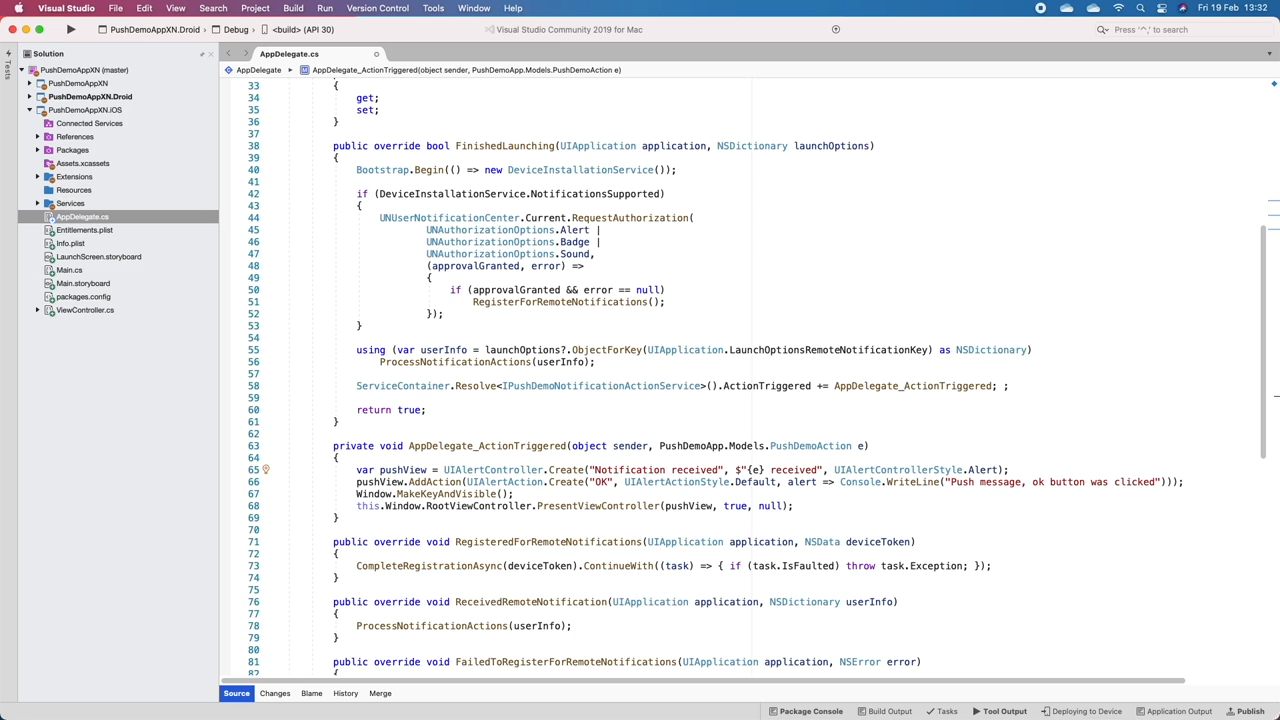 Visual Studio File Edit View Search Project Build Run Version Control Tools Window Help Fri 19 Feb 13:32
PushDemoAppXN.Droid › Debug › <build> (API 30) Visual Studio Community 2019 for Mac Press '^,' to search
Tests
Solution
PushDemoAppXN (master)
PushDemoAppXN
PushDemoAppXN.Droid
PushDemoAppXN.iOS
Connected Services
References
Packages
Assets.xcassets
Extensions
Resources
Services
AppDelegate.cs
Entitlements.plist
Info.plist
LaunchScreen.storyboard
Main.cs
Main.storyboard
packages.config
ViewController.cs
AppDelegate.cs
AppDelegate AppDelegate_ActionTriggered(object sender, PushDemoApp.Models.PushDemoAction e)
33 {
34 get;
35 set;
36 }
37
38 public override bool FinishedLaunching(UIApplication application, NSDictionary launchOptions)
39 {
40 Bootstrap.Begin(() => new DeviceInstallationService());
41
42 if (DeviceInstallationService.NotificationsSupported)
43 {
44 UNUserNotificationCenter.Current.RequestAuthorization(
45 UNAuthorizationOptions.Alert |
46 UNAuthorizationOptions.Badge |
47 UNAuthorizationOptions.Sound,
48 (approvalGranted, error) =>
49 {
50 if (approvalGranted && error == null)
51 RegisterForRemoteNotifications();
52 });
53 }
54
55 using (var userInfo = launchOptions?.ObjectForKey(UIApplication.LaunchOptionsRemoteNotificationKey) as NSDictionary)
56 ProcessNotificationActions(userInfo);
57
58 ServiceContainer.Resolve<IPushDemoNotificationActionService>().ActionTriggered += AppDelegate_ActionTriggered; ;
59
60 return true;
61 }
62
63 private void AppDelegate_ActionTriggered(object sender, PushDemoApp.Models.PushDemoAction e)
64 {
65 var pushView = UIAlertController.Create("Notification received", $"{e} received", UIAlertControllerStyle.Alert);
66 pushView.AddAction(UIAlertAction.Create("OK", UIAlertActionStyle.Default, alert => Console.WriteLine("Push message, ok button was clicked")));
67 Window.MakeKeyAndVisible();
68 this.Window.RootViewController.PresentViewController(pushView, true, null);
69 }
70
71 public override void RegisteredForRemoteNotifications(UIApplication application, NSData deviceToken)
72 {
73 CompleteRegistrationAsync(deviceToken).ContinueWith((task) => { if (task.IsFaulted) throw task.Exception; });
74 }
75
76 public override void ReceivedRemoteNotification(UIApplication application, NSDictionary userInfo)
77 {
78 ProcessNotificationActions(userInfo);
79 }
80
81 public override void FailedToRegisterForRemoteNotifications(UIApplication application, NSError error)
82 {
Source Changes Blame History Merge
Package Console Build Output Tasks Tool Output Deploying to Device Application Output Publish